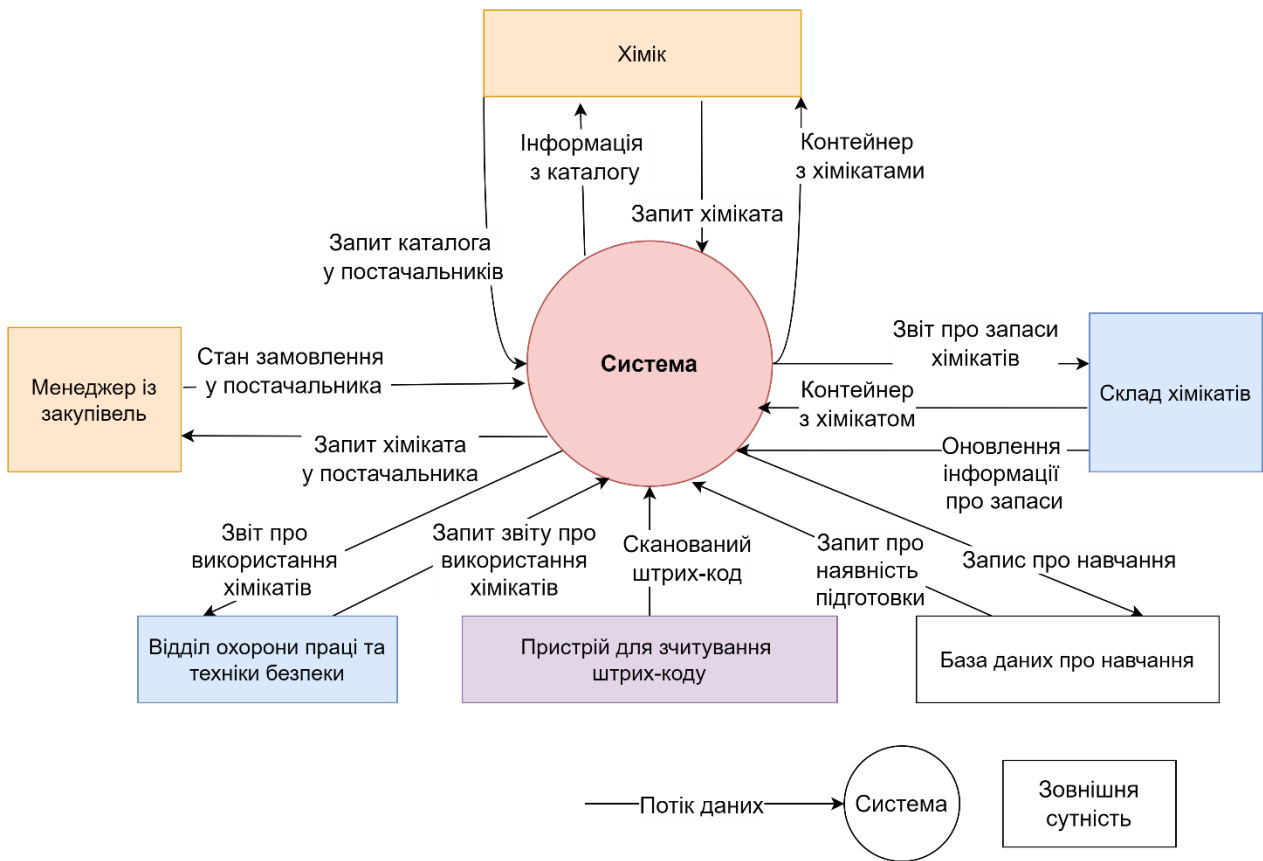 Хімік
Інформація
з каталогу
Контейнер
з хімікатами
Запит хіміката
Запит каталога
у постачальників
Система
Звіт про запаси
хімікатів
Стан замовлення
у постачальника
Менеджер із
закупівель
Контейнер
з хімікатом
Склад хімікатів
Запит хіміката
у постачальника
Оновлення
інформації
про запаси
Звіт про
використання
хімікатів
Запит звіту про
використання
хімікатів
Сканований
штрих-код
Запит про
наявність
підготовки
Запис про навчання
Відділ охорони праці та
техніки безпеки
Пристрій для зчитування
штрих-коду
База даних про навчання
Потік даних
Система
Зовнішня
сутність